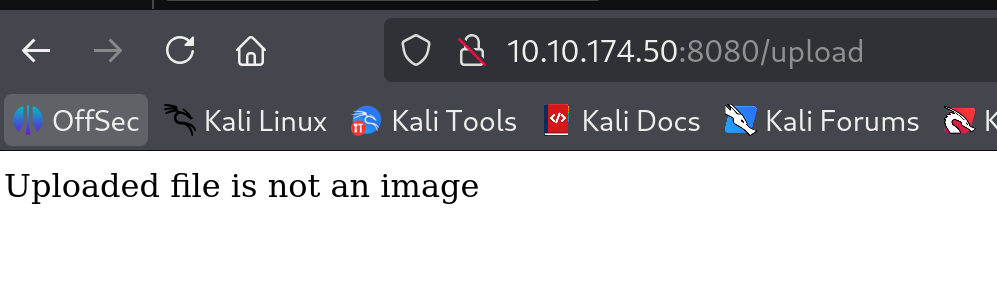 10.10.174.50:8080/upload
OffSec Kali Linux Kali Tools Kali Docs Kali Forums K
Uploaded file is not an image